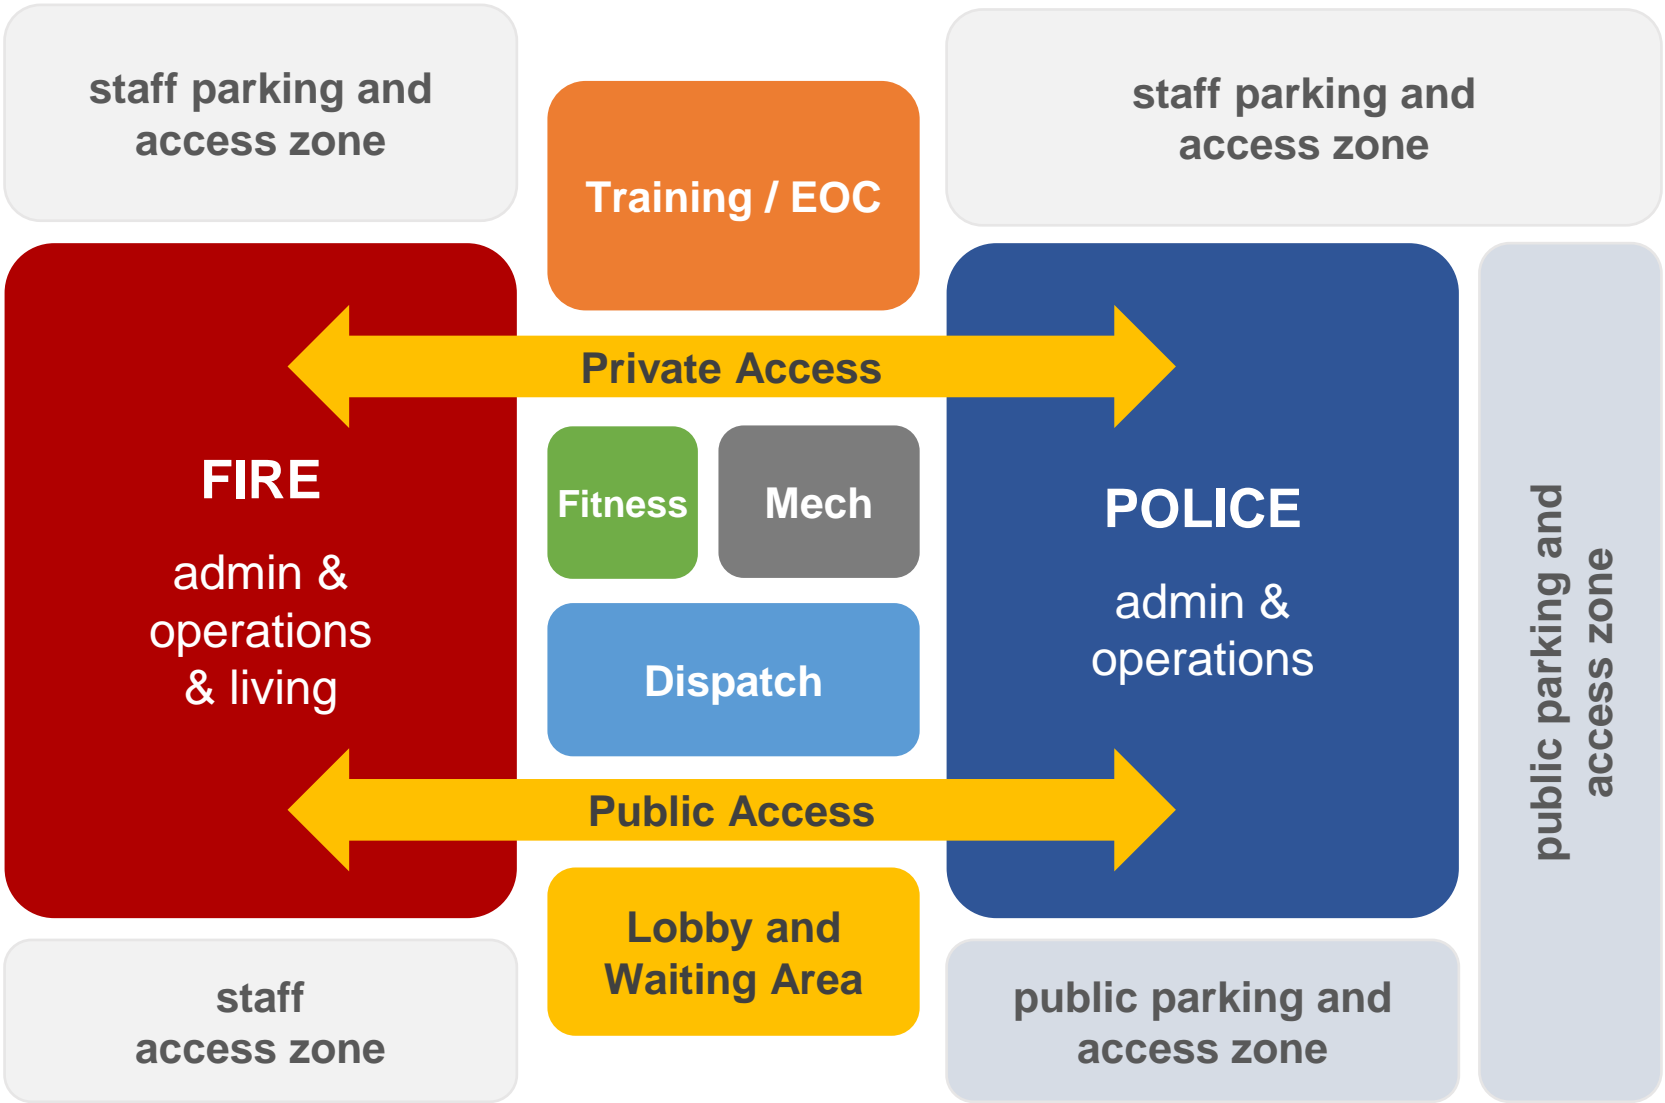 staff parking and
access zone
Training / EOC
staff parking and
access zone
Private Access
FIRE
admin &
operations
& living
Fitness
Mech
Dispatch
POLICE
admin &
operations
public parking and
access zone
Public Access
Lobby and
Waiting Area
staff
access zone
public parking and
access zone